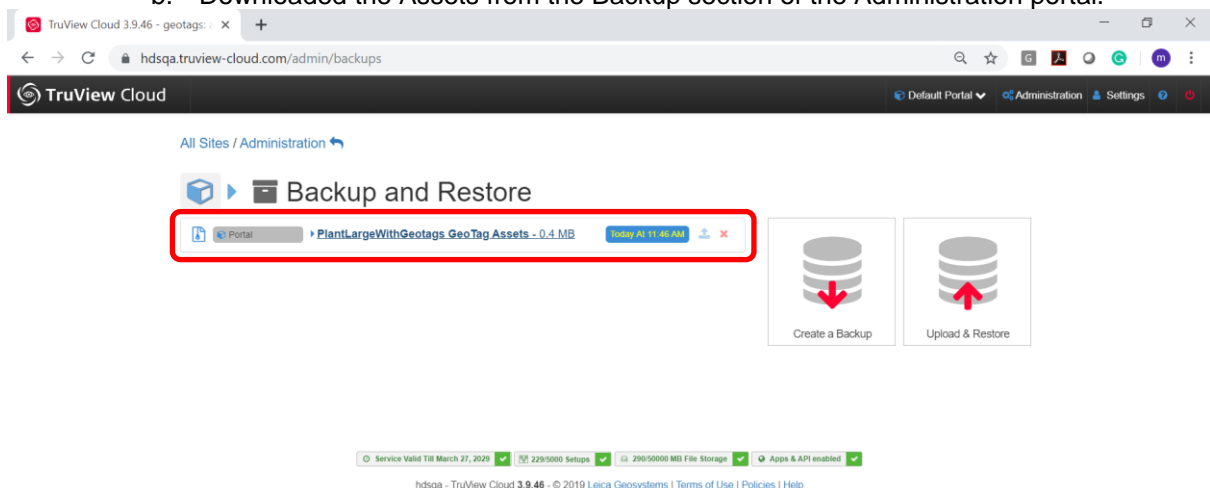 b. Downloaded the Assets from the Backup section of the Administration portal.
TruView Cloud 3.9.46 - geotags: a
hdsqa.truview-cloud.com/admin/backups
G
G
m
TruView Cloud
Default Portal
Administration
Settings
All Sites / Administration
Backup and Restore
Portal
PlantLargeWithGeotags GeoTag Assets - 0.4 MB
Today At 11:46 AM
Create a Backup
Upload & Restore
Service Valid Till March 27, 2029
229/5000 Setups
290/50000 MB File Storage
Apps & API enabled
hdsqa - TruView Cloud 3.9.46 - © 2019 Leica Geosystems | Terms of Use | Policies | Help